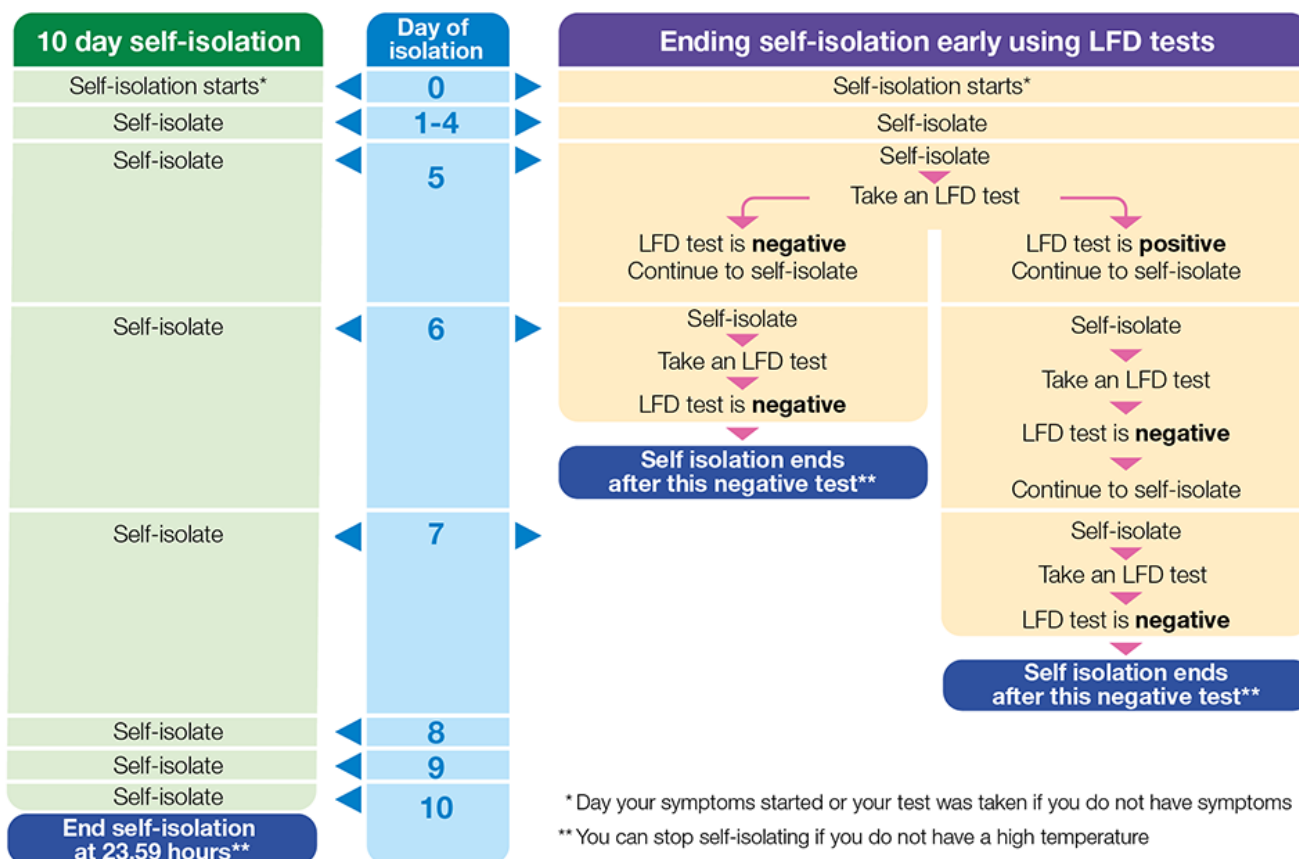 10 day self-isolation
Day of
isolation
Ending self-isolation early using LFD tests
Self-isolation starts*
0
Self-isolation starts*
Self-isolate
1-4
Self-isolate
Self-isolate
5
Self-isolate
Take an LFD test
LFD test is negative
Continue to self-isolate
LFD test is positive
Continue to self-isolate
Self-isolate
6
Self-isolate
Take an LFD test
LFD test is negative
Self isolation ends
after this negative test**
Self-isolate
Take an LFD test
LFD test is negative
Continue to self-isolate
Self-isolate
7
Self-isolate
Take an LFD test
LFD test is negative
Self isolation ends
after this negative test**
Self-isolate
8
Self-isolate
9
Self-isolate
10
End self-isolation
at 23.59 hours**
* Day your symptoms started or your test was taken if you do not have symptoms
** You can stop self-isolating if you do not have a high temperature